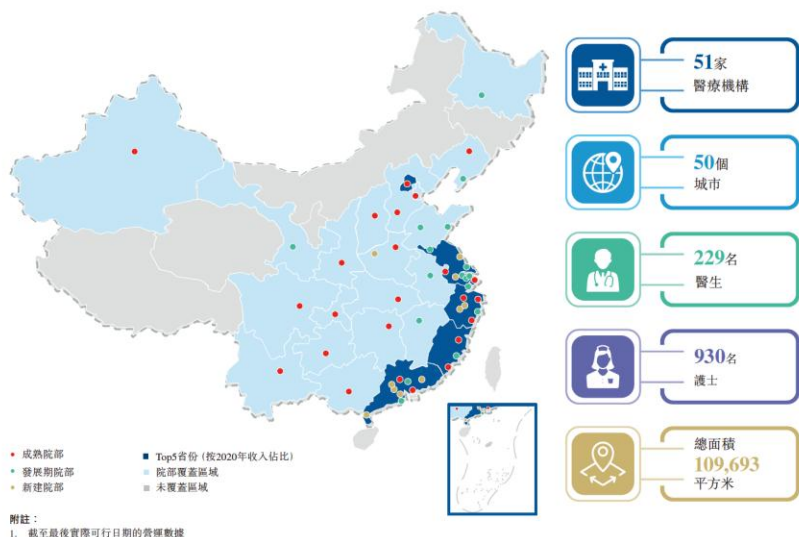 51家
醫療機構
50個
城市
229名
醫生
930名
護士
總面積
109,693
平方米
成熟院部
發展期院部
新建院部
Top5省份（按2020年收入佔比）
院部覆蓋區域
未覆蓋區域
附註：
1. 截至最後實際可行日期的營運數據